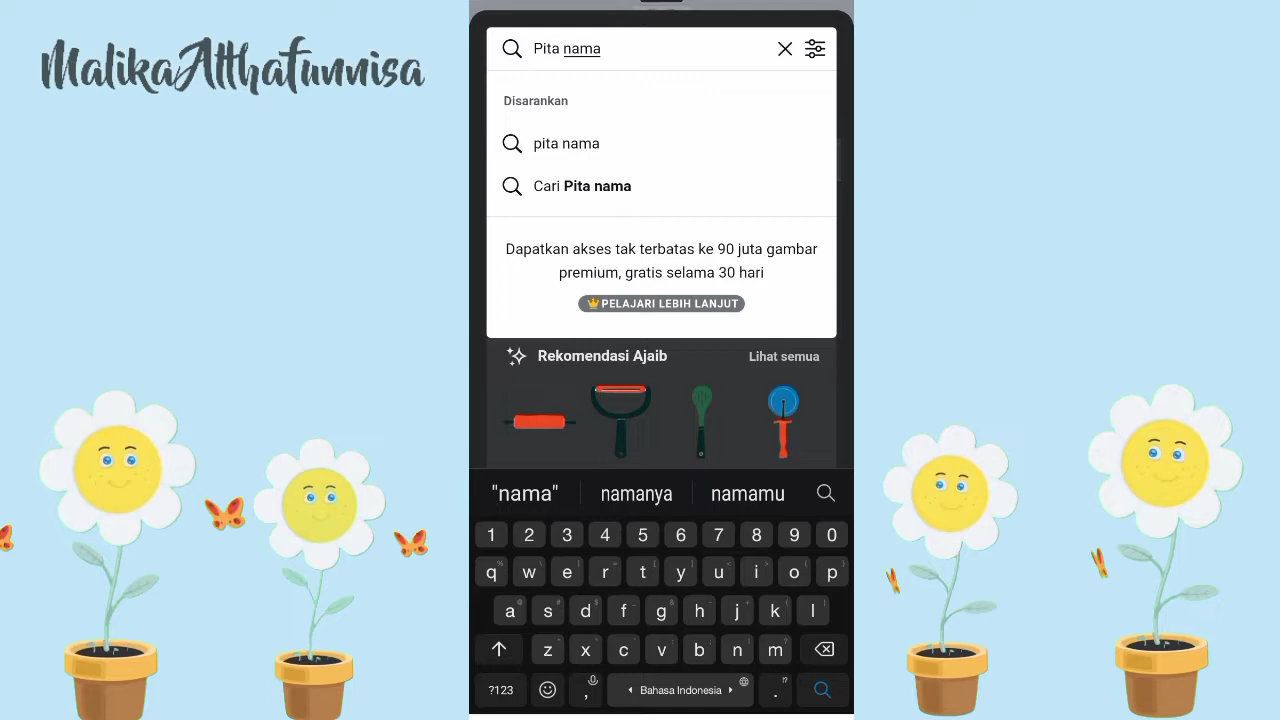 MalikaAtthafunnisa
Pita nama
Disarankan
pita nama
Cari Pita nama
Dapatkan akses tak terbatas ke 90 juta gambar
premium, gratis selama 30 hari
PELAJARI LEBIH LANJUT
Rekomendasi Ajaib Lihat semua
"nama" namanya namamu
1 2 3 4 5 6 7 8 9 0
q w e r t y u i o p
a s d f g h j k l
z x c v b n m
?123 , Bahasa Indonesia .